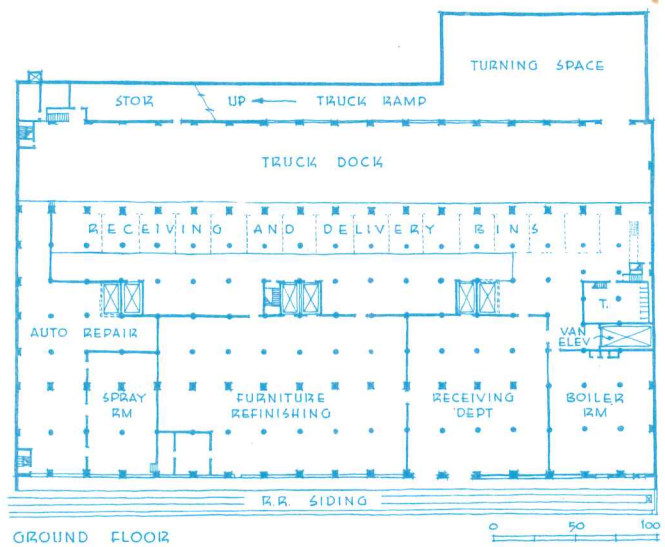 TURNING SPACE
STOR
UP
TRUCK RAMP
TRUCK DOCK
RECEIVING AND DELIVERY BINS
T.
AUTO REPAIR
VAN
ELEV
SPRAY
RM
FURNITURE
REFINISHING
RECEIVING
DEPT
BOILER
RM
R.R. SIDING
GROUND FLOOR
0 50 100